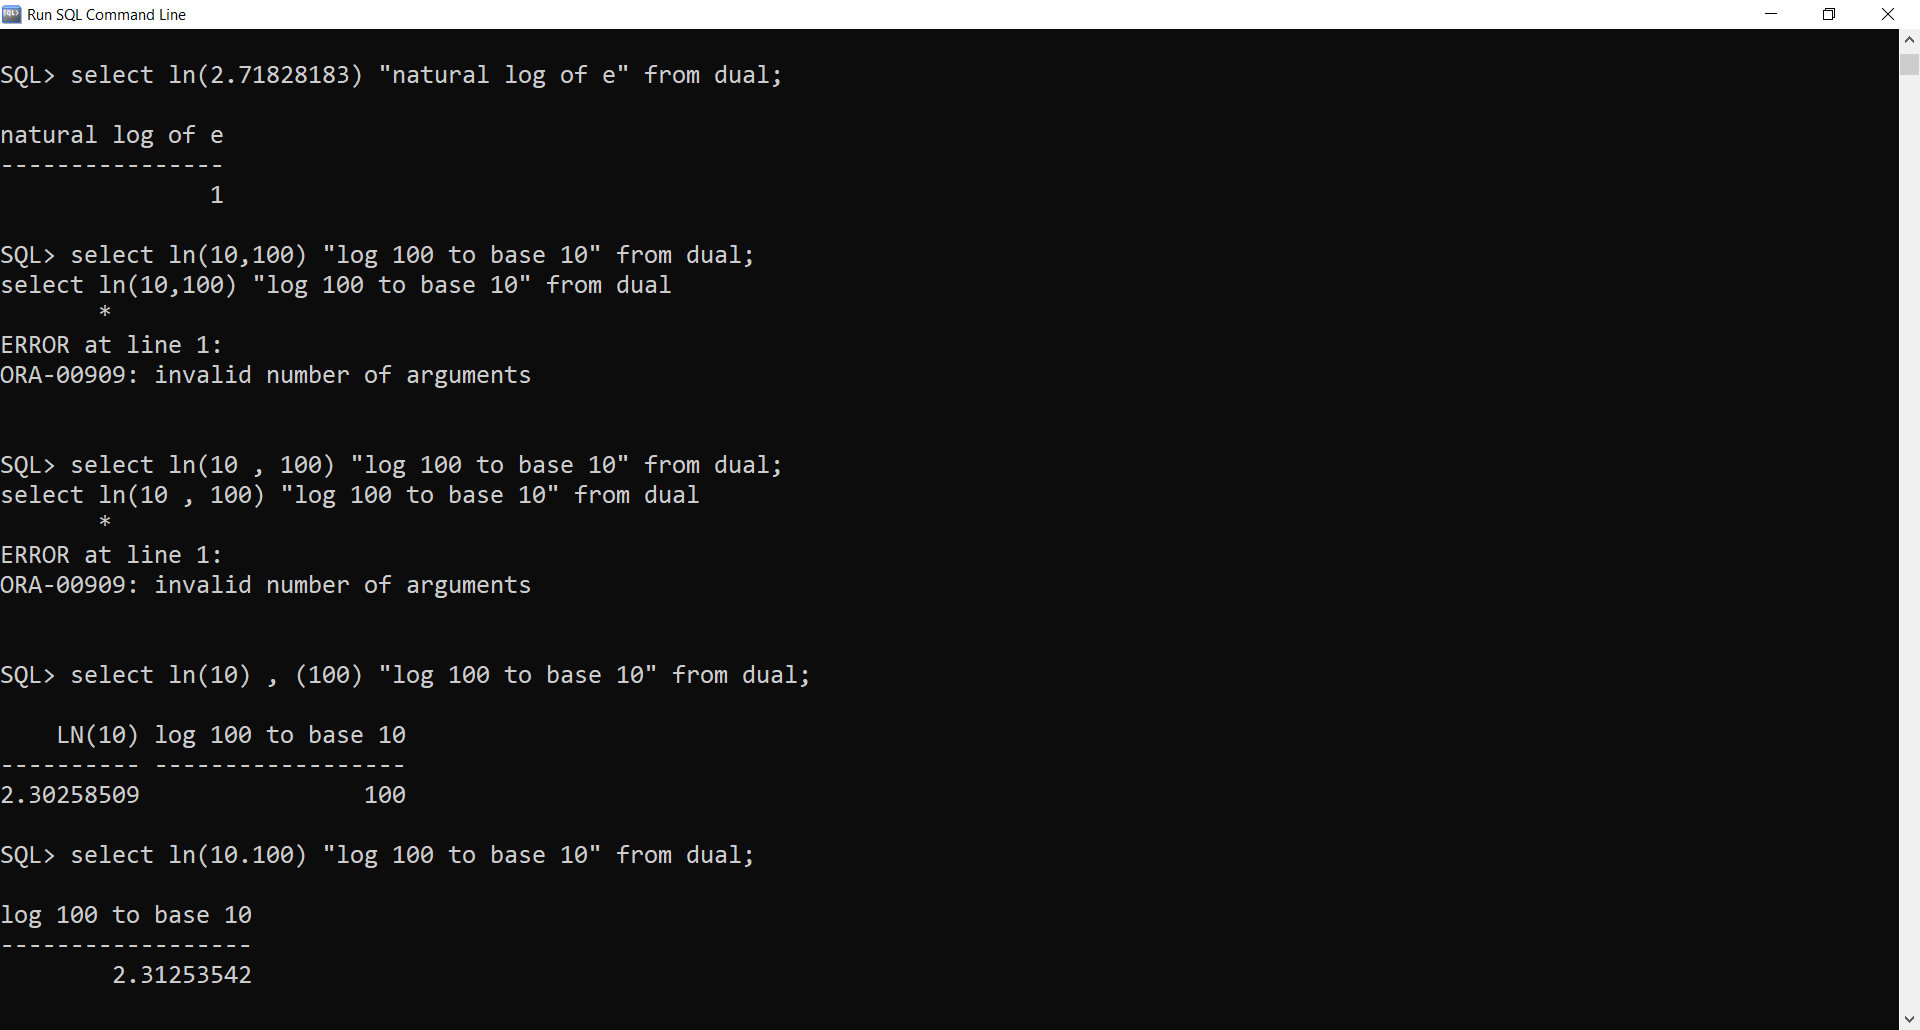 Run SQL Command Line
SQL> select ln(2.71828183) "natural log of e" from dual;
natural log of e
----------------
               1
SQL> select ln(10,100) "log 100 to base 10" from dual;
select ln(10,100) "log 100 to base 10" from dual
       *
ERROR at line 1:
ORA-00909: invalid number of arguments
SQL> select ln(10 , 100) "log 100 to base 10" from dual;
select ln(10 , 100) "log 100 to base 10" from dual
       *
ERROR at line 1:
ORA-00909: invalid number of arguments
SQL> select ln(10) , (100) "log 100 to base 10" from dual;
    LN(10) log 100 to base 10
---------- ------------------
2.30258509                100
SQL> select ln(10.100) "log 100 to base 10" from dual;
log 100 to base 10
------------------
        2.31253542